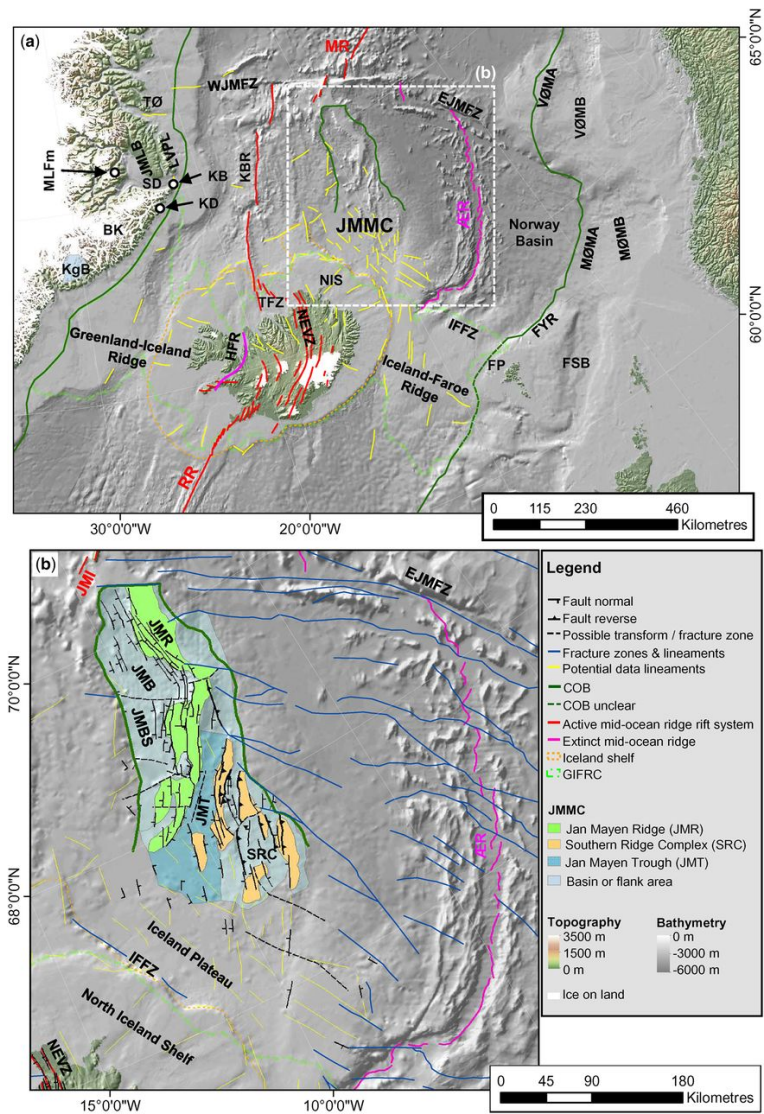 (a)
MR
65°0'0"N
WJMFZ
(b)
EJMFZ
VØMA
VØMB
TØ
LVPL
JMLB
MLFm
SD
KB
KD
KBR
ÆR
JMMC
Norway
Basin
MØMA
MØMB
BK
KgB
NIS
TFZ
60°0'0"N
NEVZ
IFFZ
FYR
Greenland-Iceland
Ridge
HFR
Iceland-Faroe
Ridge
FP
FSB
RR
0 115 230 460
Kilometres
30°00'0"W 20°00'0"W
(b)
JMI
EJMFZ
JMR
70°0'0"N
JMB
JMBS
JMT
SRC
ÆR
68°0'0"N
Iceland Plateau
IFFZ
North Iceland Shelf
NEVZ
15°0'0"W 10°0'0"W
Legend
Fault normal
Fault reverse
Possible transform / fracture zone
Fracture zones & lineaments
Potential data lineaments
COB
COB unclear
Active mid-ocean ridge rift system
Extinct mid-ocean ridge
Iceland shelf
GIFRC
JMMC
Jan Mayen Ridge (JMR)
Southern Ridge Complex (SRC)
Jan Mayen Trough (JMT)
Basin or flank area
Topography Bathymetry
3500 m 0 m
1500 m -3000 m
0 m -6000 m
Ice on land
0 45 90 180
Kilometres